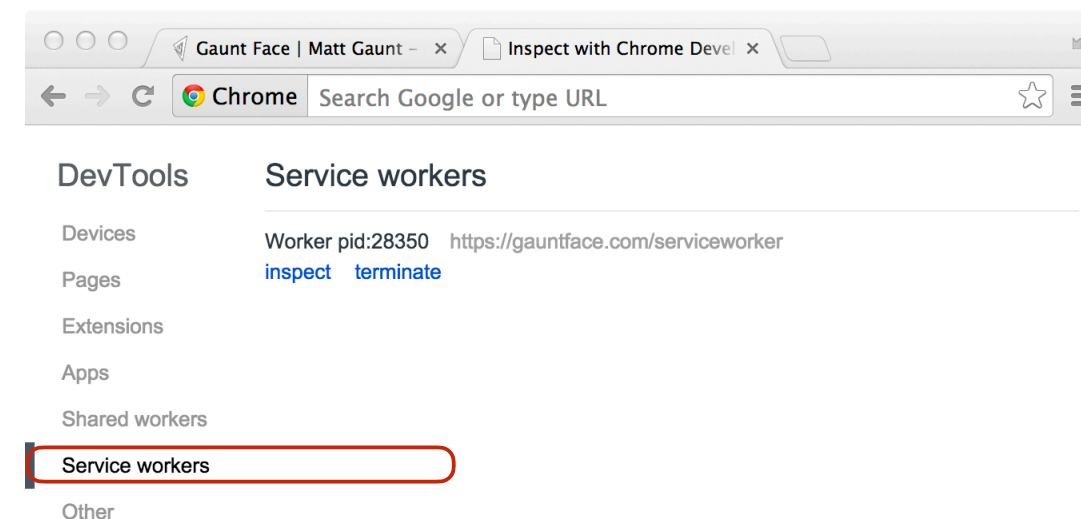 Gaunt Face | Matt Gaunt –
Inspect with Chrome Devel
Chrome
Search Google or type URL
DevTools
Service workers
Devices
Worker pid:28350 https://gauntface.com/serviceworker
inspect terminate
Pages
Extensions
Apps
Shared workers
Service workers
Other